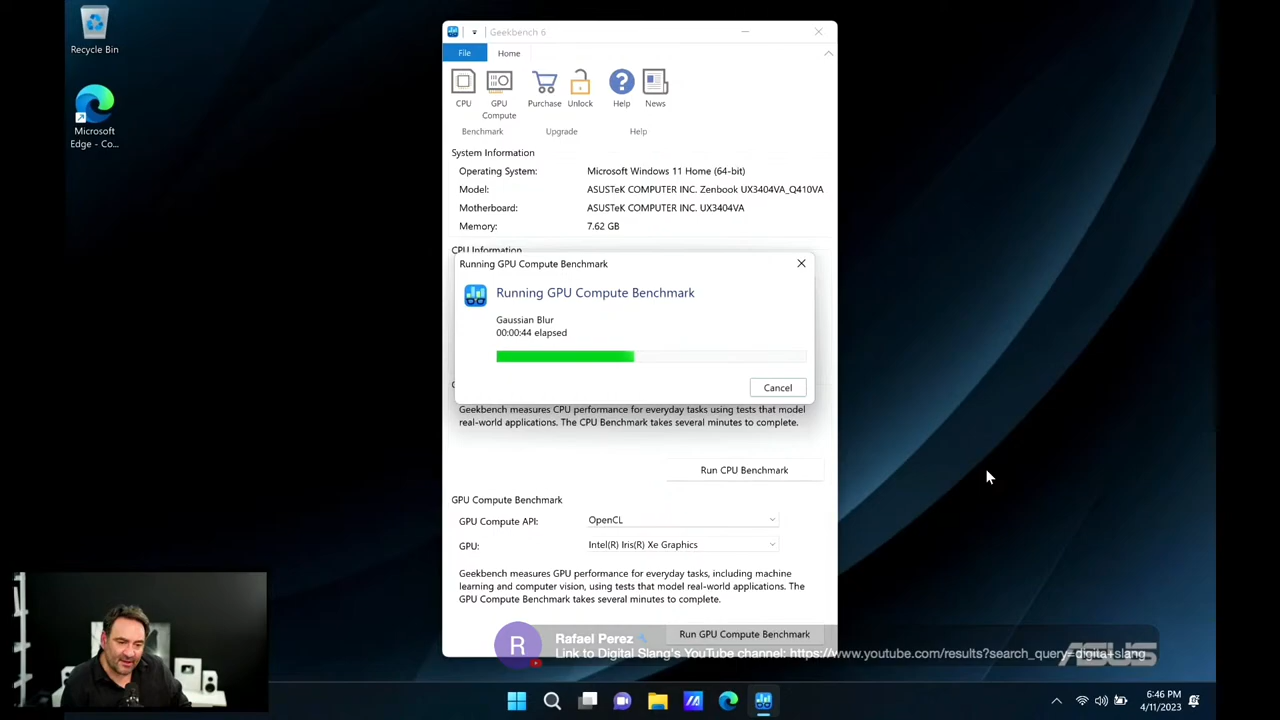 Recycle Bin
Microsoft
Edge - Co...
Geekbench 6
File
Home
CPU
GPU
Compute
Purchase
Unlock
Help
News
Benchmark
Upgrade
Help
System Information
Operating System: Microsoft Windows 11 Home (64-bit)
Model: ASUSTeK COMPUTER INC. Zenbook UX3404VA_Q410VA
Motherboard: ASUSTeK COMPUTER INC. UX3404VA
Memory: 7.62 GB
CPU Information
Running GPU Compute Benchmark
Running GPU Compute Benchmark
Gaussian Blur
00:00:44 elapsed
Cancel
Geekbench measures CPU performance for everyday tasks using tests that model
real-world applications. The CPU Benchmark takes several minutes to complete.
Run CPU Benchmark
GPU Compute Benchmark
GPU Compute API: OpenCL
GPU: Intel(R) Iris(R) Xe Graphics
Geekbench measures GPU performance for everyday tasks, including machine
learning and computer vision, using tests that model real-world applications. The
GPU Compute Benchmark takes several minutes to complete.
Run GPU Compute Benchmark
R
Rafael Perez
Link to Digital Slang's YouTube channel: https://www.youtube.com/results?search_query=digital+slang
ASUS
6:46 PM
4/11/2023